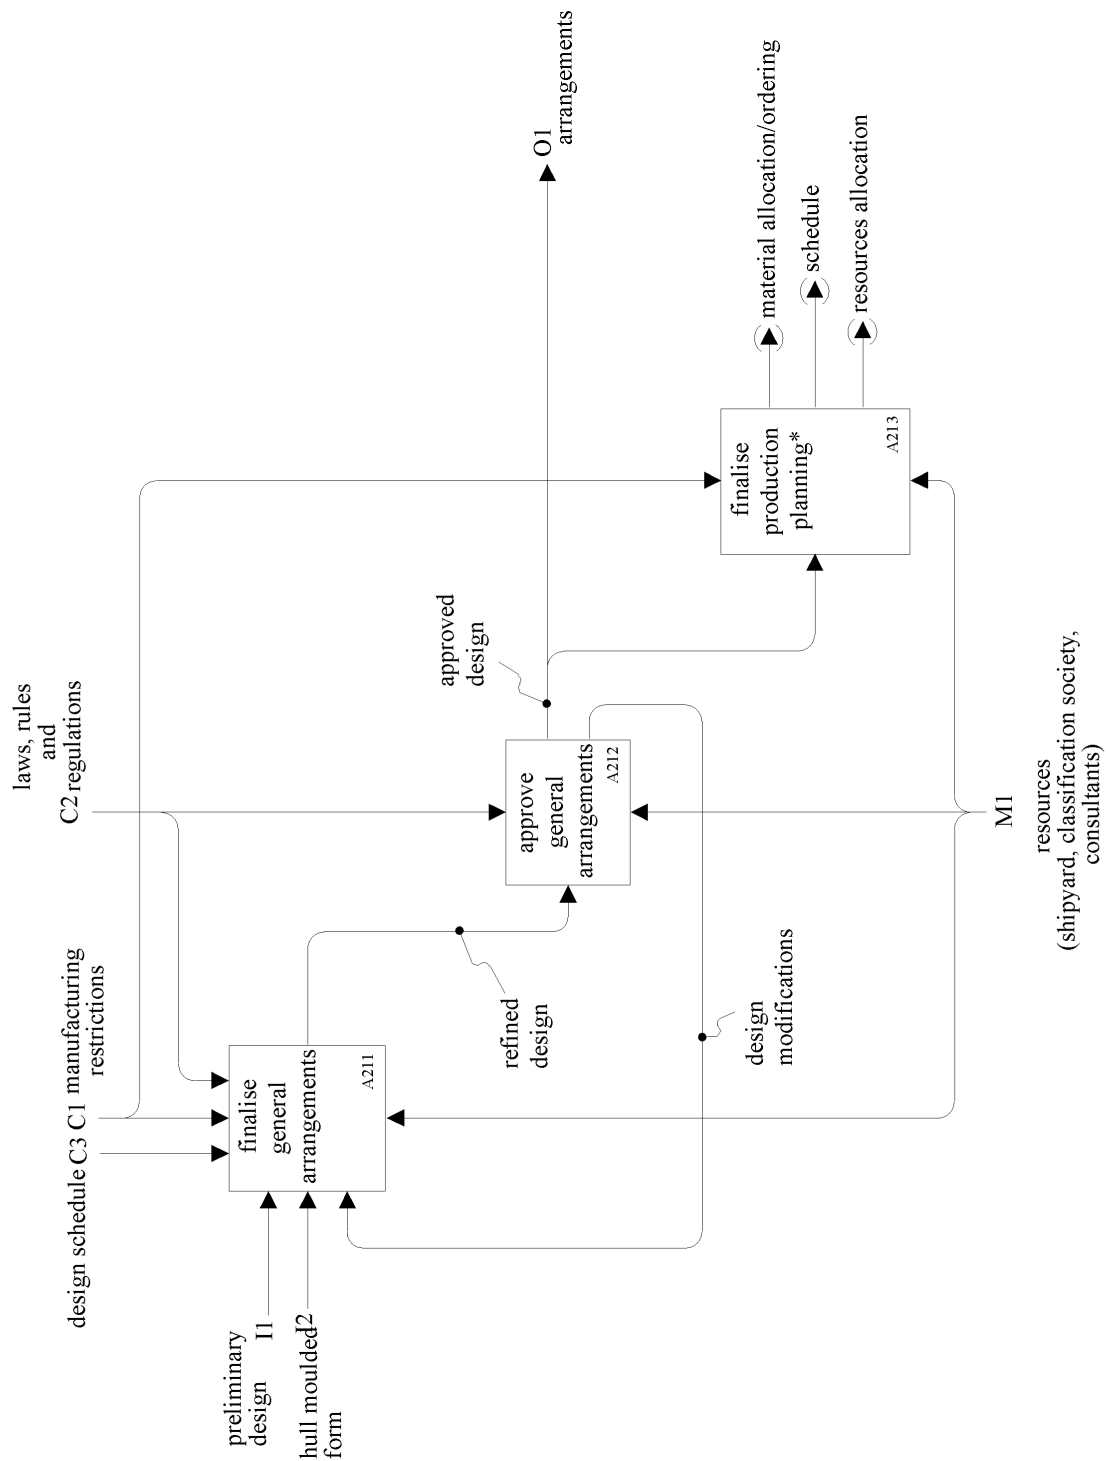 laws, rules
and
C2 regulations
design schedule C3
C1 manufacturing
restrictions
preliminary
design
I1
I2
hull moulded
form
finalise
general
arrangements
A211
refined
design
approve
general
arrangements
A212
approved
design
design
modifications
finalise
production
planning*
A213
O1
arrangements
material allocation/ordering
schedule
resources allocation
M1
resources
(shipyard, classification society,
consultants)